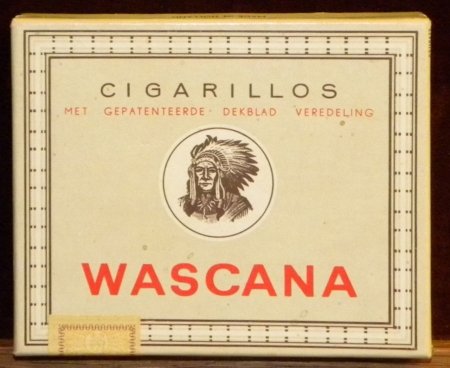 CIGARILLOS
MET GEPATENTEERDE DEKBLAD VEREDELING
WASCANA